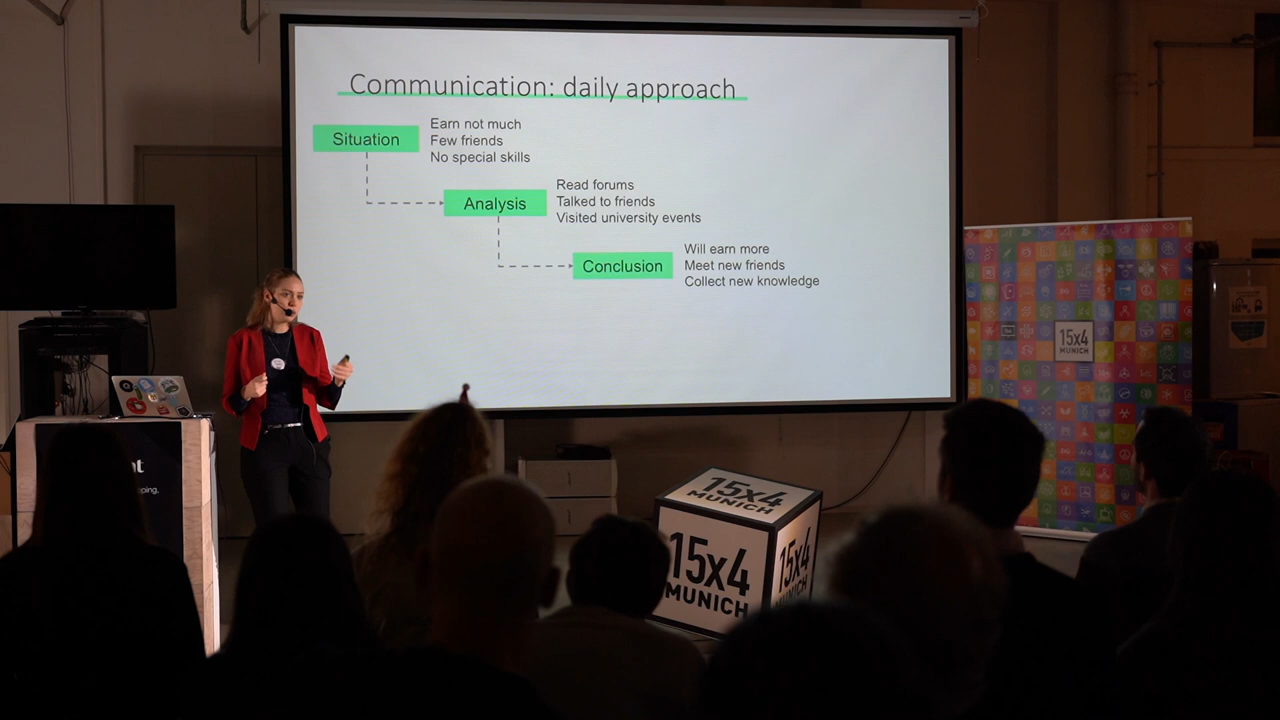 Communication: daily approach
Situation
Earn not much
Few friends
No special skills
Analysis
Read forums
Talked to friends
Visited university events
Conclusion
Will earn more
Meet new friends
Collect new knowledge
15x4
MUNICH
15x4
MUNICH
15x4
MUNICH
15x4
MUNICH